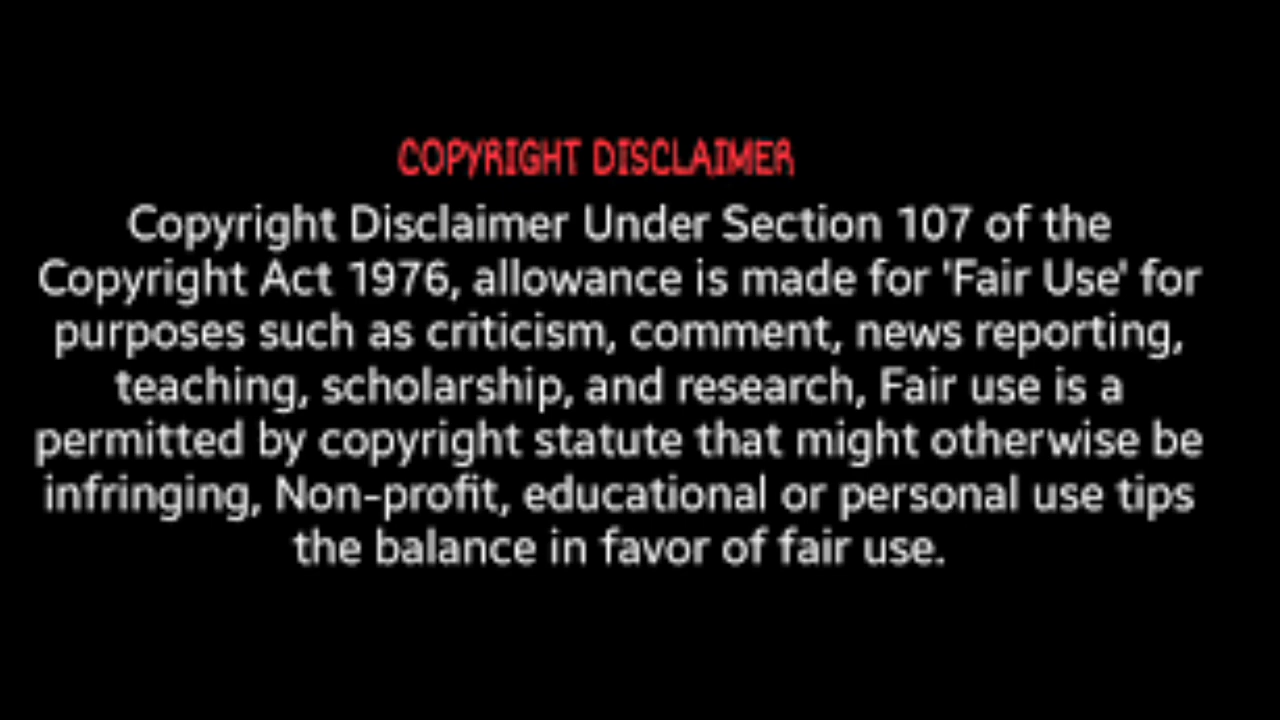 COPYRIGHT DISCLAIMER
Copyright Disclaimer Under Section 107 of the
Copyright Act 1976, allowance is made for 'Fair Use' for
purposes such as criticism, comment, news reporting,
teaching, scholarship, and research, Fair use is a
permitted by copyright statute that might otherwise be
infringing, Non-profit, educational or personal use tips
the balance in favor of fair use.